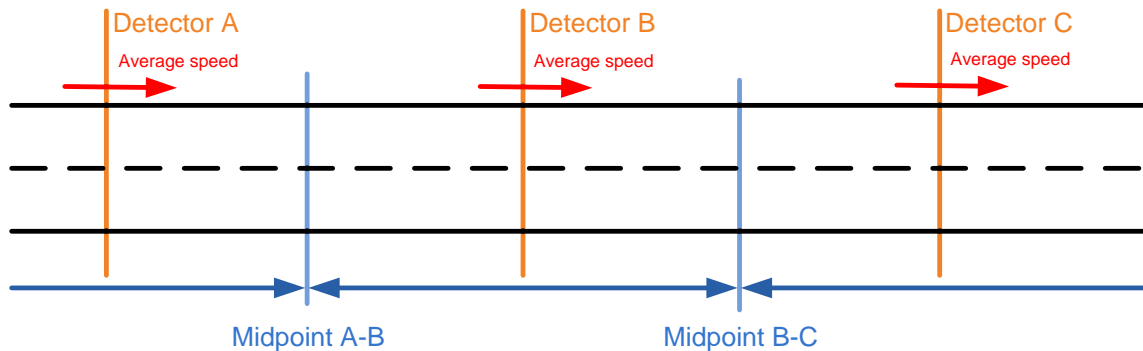 Detector A
Detector B
Detector C
Average speed
Average speed
Average speed
Midpoint A-B
Midpoint B-C